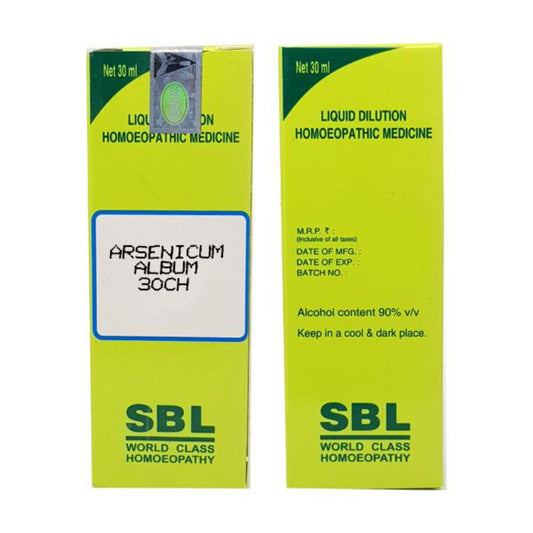 Net 30 ml
HOMOEOPATHIC MEDICINE
ARSENICUM
ALBUM
30CH
SBL
WORLD CLASS
HOMOEOPATHY
Net 30 ml
LIQUID DILUTION
HOMOEOPATHIC MEDICINE
M.R.P. ₹ :
(Inclusive of all taxes)
DATE OF MFG. :
DATE OF EXP. :
BATCH NO. :
Alcohol content 90% v/v
Keep in a cool & dark place.
SBL
WORLD CLASS
HOMOEOPATHY